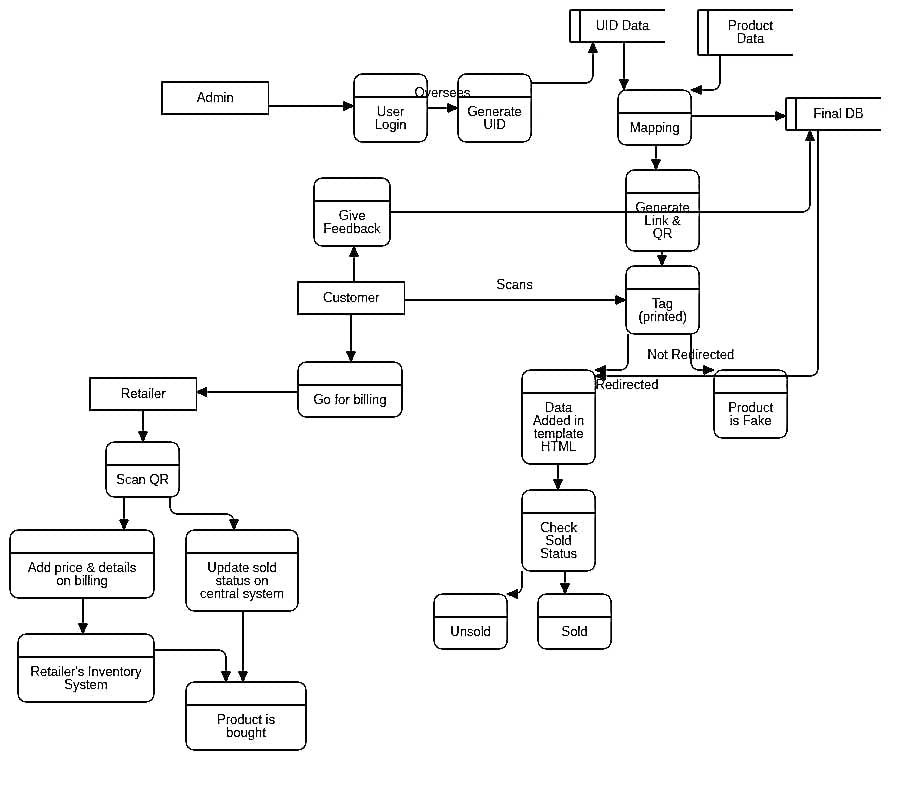 UID Data
Product
Data
Admin
Oversees
User
Login
Generate
UID
Mapping
Final DB
Give
Feedback
Generate
Link &
QR
Customer
Scans
Tag
(printed)
Not Redirected
Redirected
Retailer
Go for billing
Data
Added in
template
HTML
Product
is Fake
Scan QR
Check
Sold
Status
Add price & details
on billing
Update sold
status on
central system
Unsold
Sold
Retailer's Inventory
System
Product is
bought